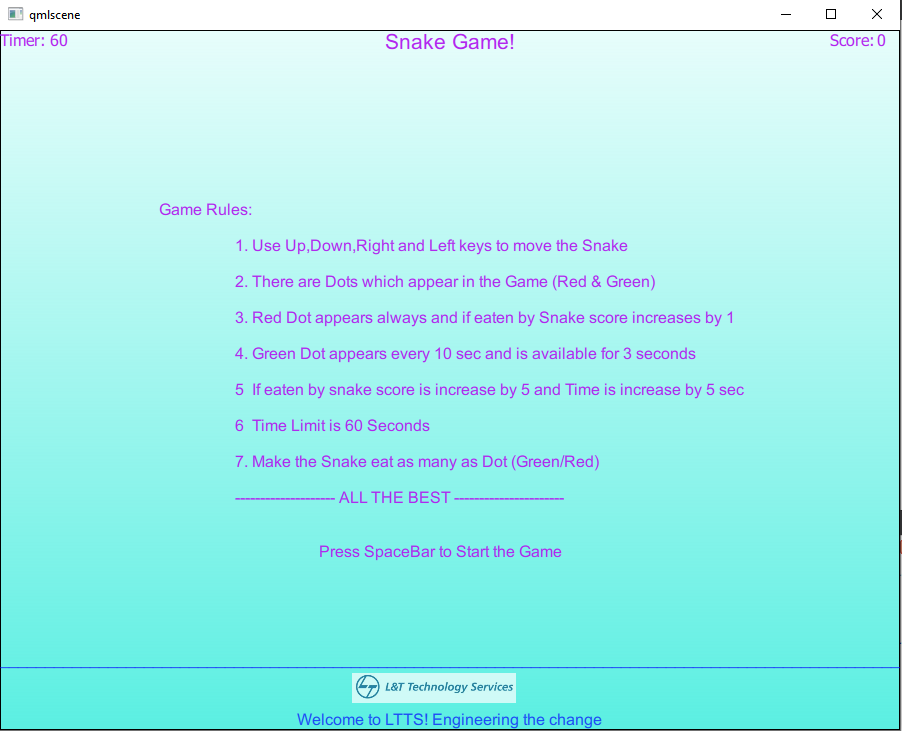 qmlscene
Timer: 60
Snake Game!
Score: 0
Game Rules:
1. Use Up,Down,Right and Left keys to move the Snake
2. There are Dots which appear in the Game (Red & Green)
3. Red Dot appears always and if eaten by Snake score increases by 1
4. Green Dot appears every 10 sec and is available for 3 seconds
5 If eaten by snake score is increase by 5 and Time is increase by 5 sec
6 Time Limit is 60 Seconds
7. Make the Snake eat as many as Dot (Green/Red)
-------------------- ALL THE BEST ----------------------
Press SpaceBar to Start the Game
L&T Technology Services
Welcome to LTTS! Engineering the change